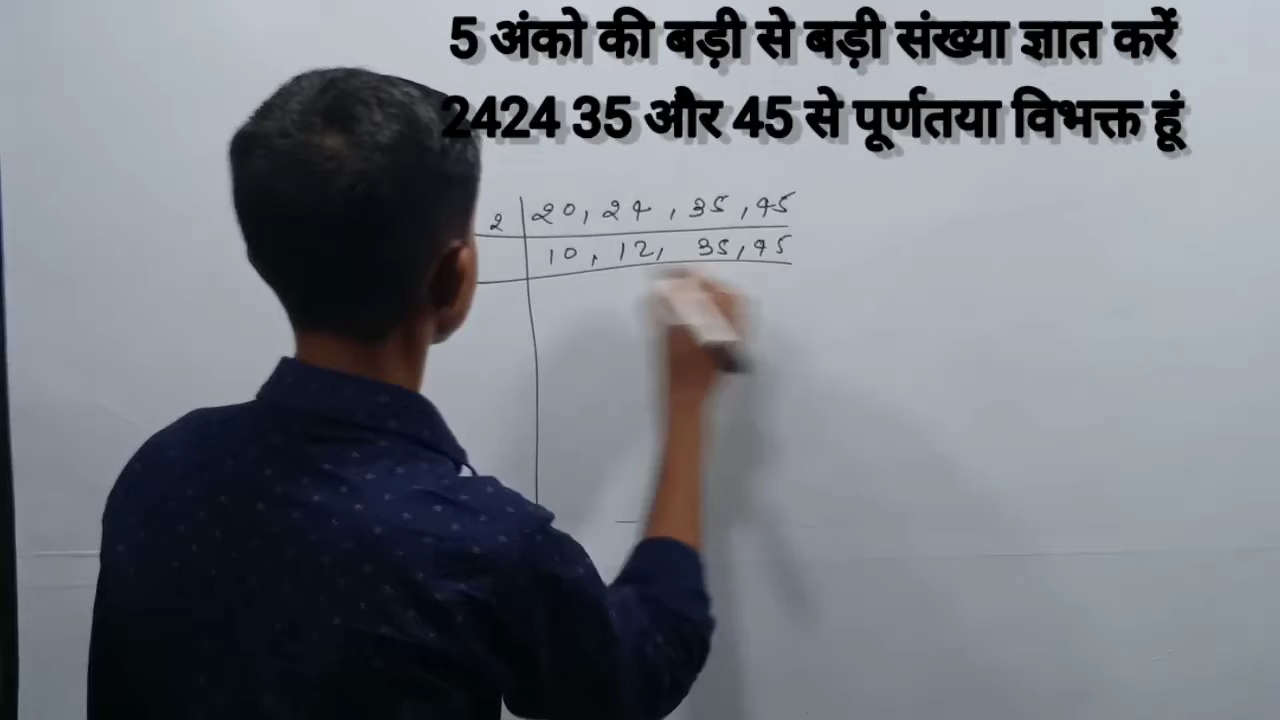 5 अंको की बड़ी से बड़ी संख्या ज्ञात करें
2424 35 और 45 से पूर्णतया विभक्त हूं
2 20, 24, 35, 45
10, 12, 35, 45